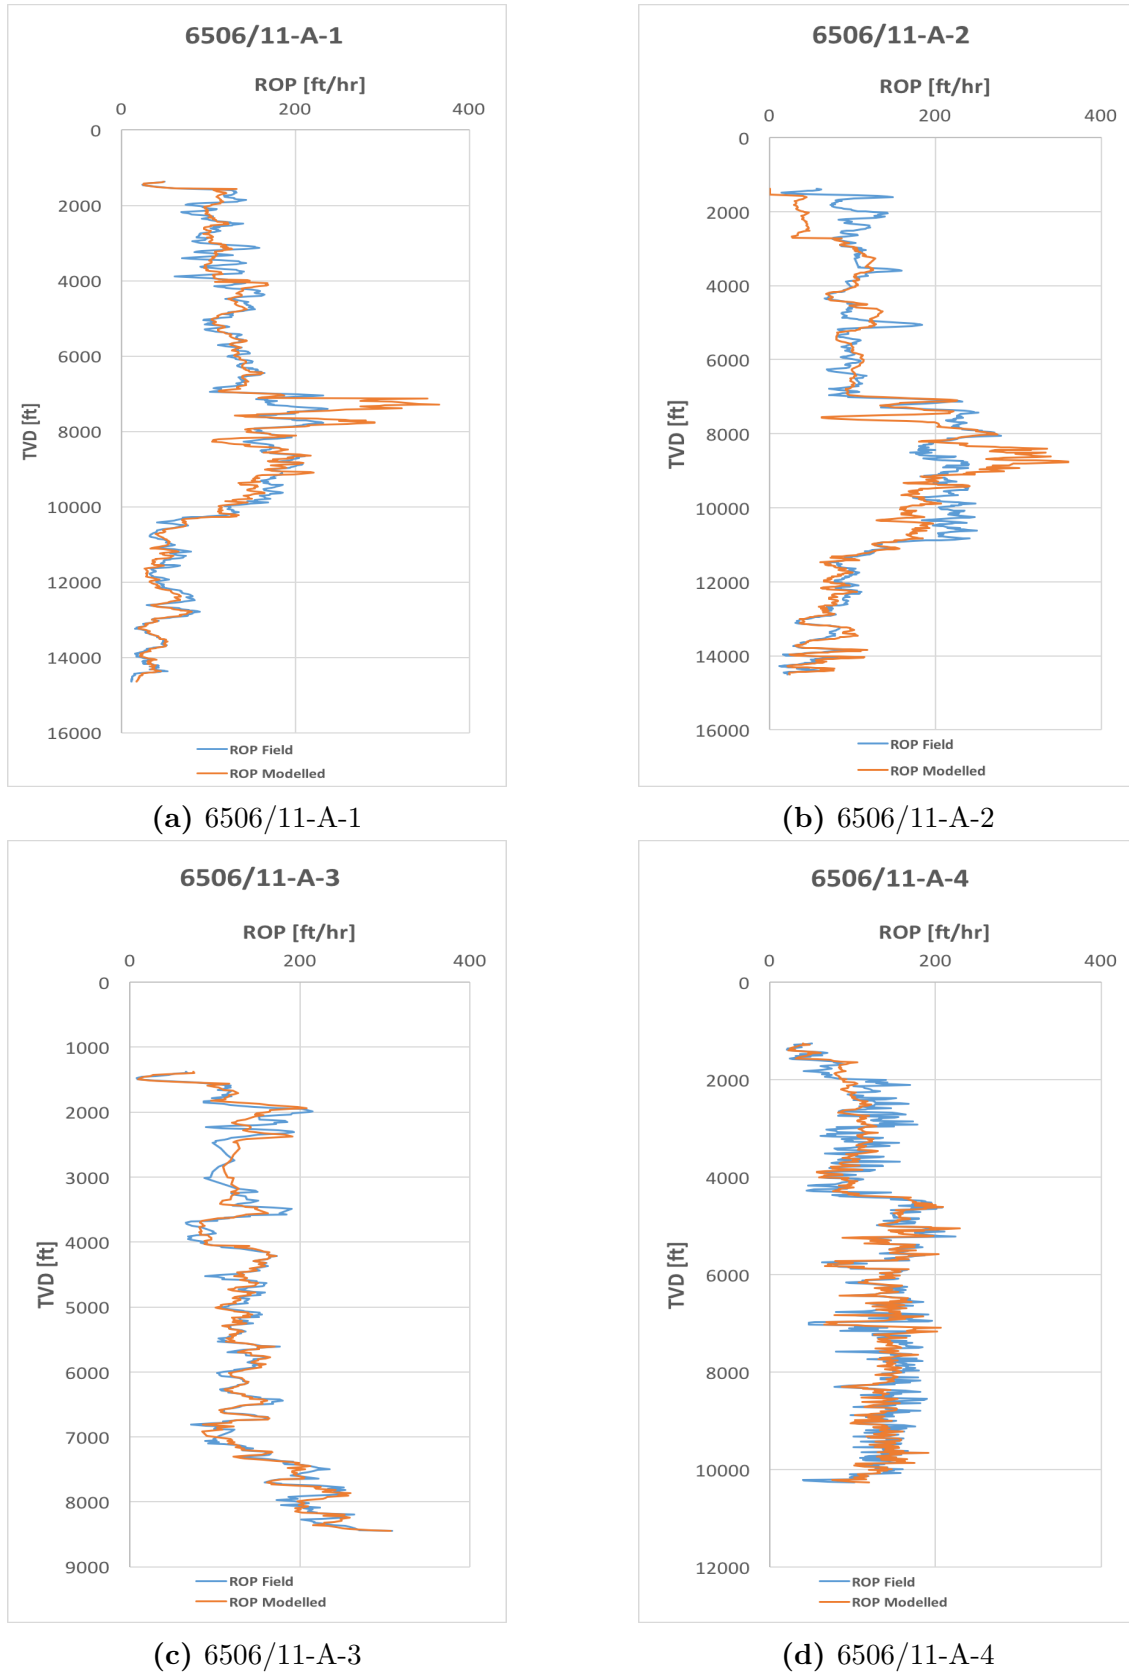 6506/11-A-1
ROP [ft/hr]
0 200 400
0
2000
4000
6000
8000
10000
12000
14000
16000
TVD [ft]
ROP Field
ROP Modelled
(a) 6506/11-A-1
6506/11-A-2
ROP [ft/hr]
0 200 400
0
2000
4000
6000
8000
10000
12000
14000
16000
TVD [ft]
ROP Field
ROP Modelled
(b) 6506/11-A-2
6506/11-A-3
ROP [ft/hr]
0 200 400
0
1000
2000
3000
4000
5000
6000
7000
8000
9000
TVD [ft]
ROP Field
ROP Modelled
(c) 6506/11-A-3
6506/11-A-4
ROP [ft/hr]
0 200 400
0
2000
4000
6000
8000
10000
12000
TVD [ft]
ROP Field
ROP Modelled
(d) 6506/11-A-4